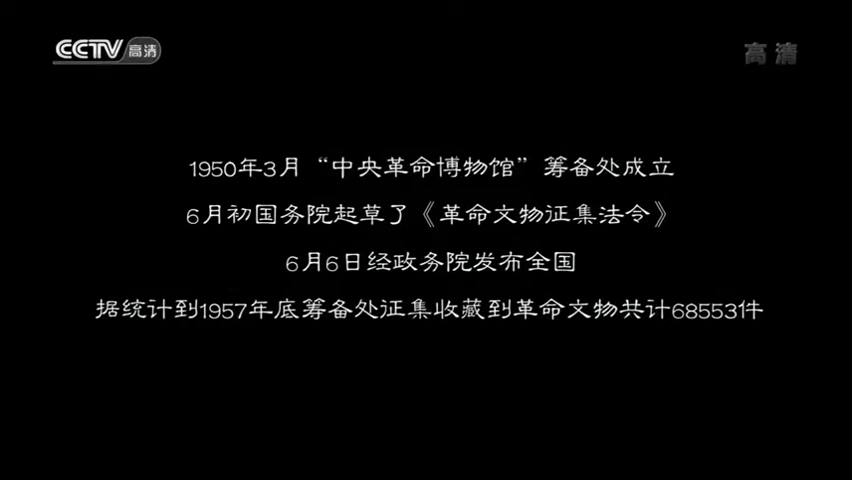 CCTV高清
高清
1950年3月“中央革命博物馆”筹备处成立
6月初国务院起草了《革命文物征集法令》
6月6日经政务院发布全国
据统计到1957年底筹备处征集收藏到革命文物共计68553件